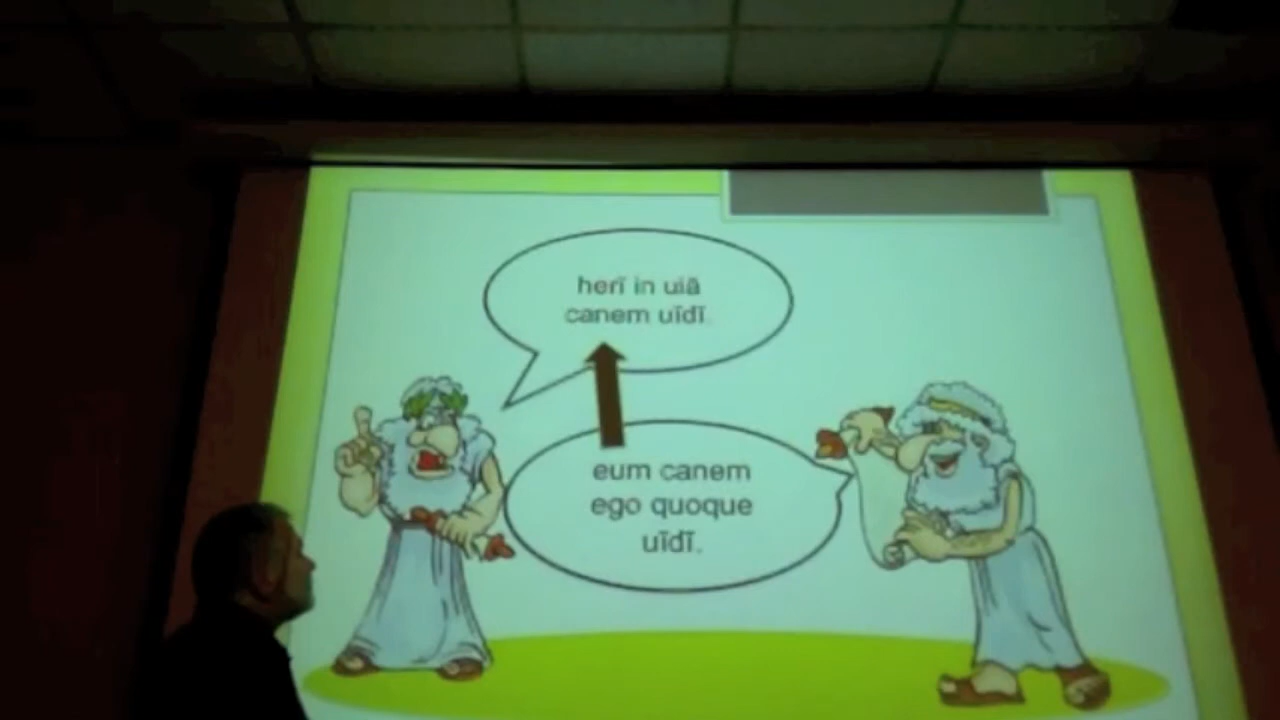 herī in uiā
canem uīdī.
eum canem
ego quoque
uīdī.